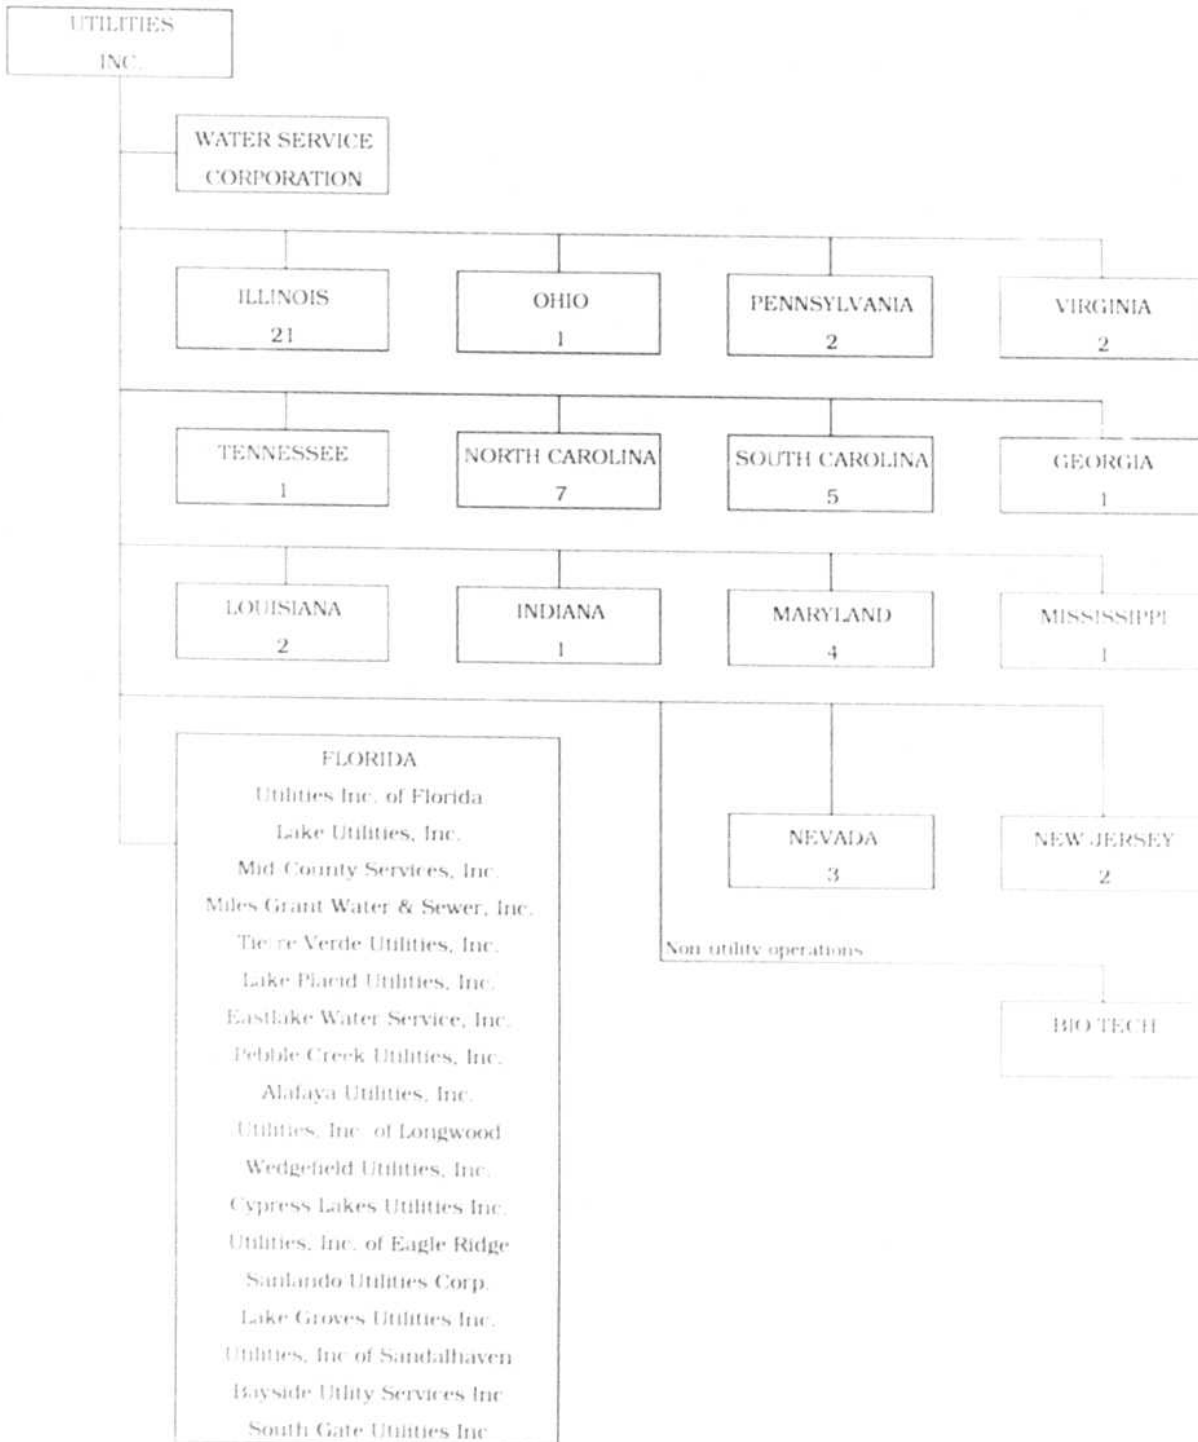 UTILITIES
INC.
WATER SERVICE
CORPORATION
ILLINOIS
21
OHIO
1
PENNSYLVANIA
2
VIRGINIA
2
TENNESSEE
1
NORTH CAROLINA
7
SOUTH CAROLINA
5
GEORGIA
1
LOUISIANA
2
INDIANA
1
MARYLAND
4
MISSISSIPPI
1
FLORIDA
Utilities Inc. of Florida
Lake Utilities, Inc.
Mid-County Services, Inc.
Miles Grant Water & Sewer, Inc.
Tierre Verde Utilities, Inc.
Lake Placid Utilities, Inc.
Eastlake Water Service, Inc.
Pebble Creek Utilities, Inc.
Alafaya Utilities, Inc.
Utilities, Inc. of Longwood
Wedgefield Utilities, Inc.
Cypress Lakes Utilities Inc.
Utilities, Inc. of Eagle Ridge
Sanlando Utilities Corp.
Lake Groves Utilities Inc.
Utilities, Inc of Sandalhaven
Bayside Utlity Services Inc
South Gate Utilities Inc
NEVADA
3
NEW JERSEY
2
Non utility operations
BIO TECH